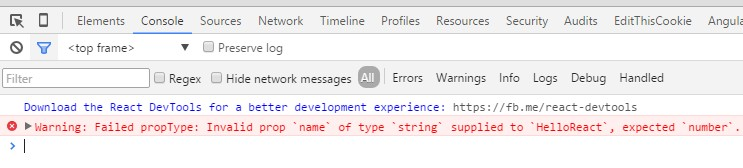 Elements Console Sources Network Timeline Profiles Resources Security Audits EditThisCookie Angula
<top frame> ▼ Preserve log
Filter Regex Hide network messages All Errors Warnings Info Logs Debug Handled
Download the React DevTools for a better development experience: https://fb.me/react-devtools
▶Warning: Failed propType: Invalid prop `name` of type `string` supplied to `HelloReact`, expected `number`.
>